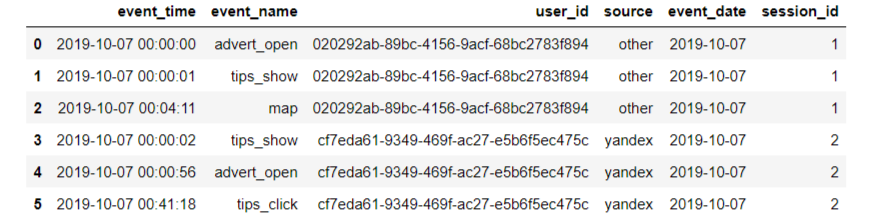 event_time event_name user_id source event_date session_id
0 2019-10-07 00:00:00 advert_open 020292ab-89bc-4156-9acf-68bc2783f894 other 2019-10-07 1
1 2019-10-07 00:00:01 tips_show 020292ab-89bc-4156-9acf-68bc2783f894 other 2019-10-07 1
2 2019-10-07 00:04:11 map 020292ab-89bc-4156-9acf-68bc2783f894 other 2019-10-07 1
3 2019-10-07 00:00:02 tips_show cf7eda61-9349-469f-ac27-e5b6f5ec475c yandex 2019-10-07 2
4 2019-10-07 00:00:56 advert_open cf7eda61-9349-469f-ac27-e5b6f5ec475c yandex 2019-10-07 2
5 2019-10-07 00:41:18 tips_click cf7eda61-9349-469f-ac27-e5b6f5ec475c yandex 2019-10-07 2